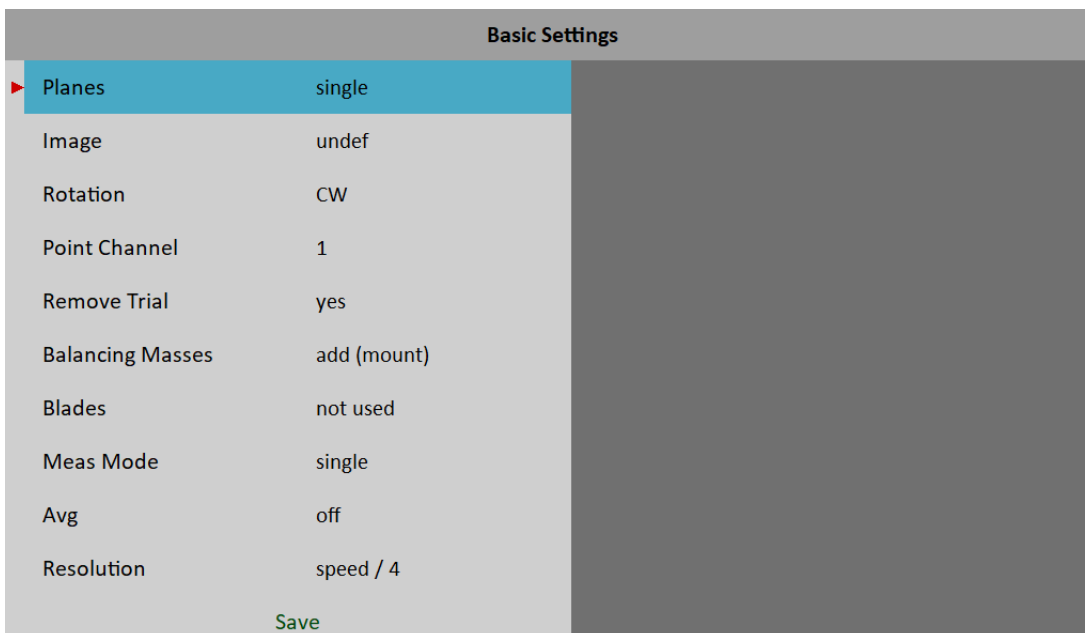 Basic Settings
Planes single
Image undef
Rotation CW
Point Channel 1
Remove Trial yes
Balancing Masses add (mount)
Blades not used
Meas Mode single
Avg off
Resolution speed / 4
Save